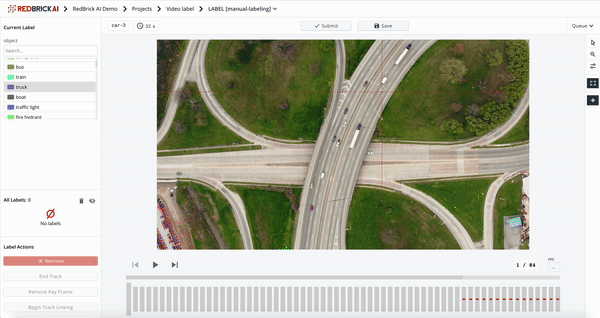 REDBRICK AI > RedBrick AI Demo > Projects > Video label > LABEL [manual-labeling]
Current Label
car-3
32 s
Submit
Save
Queue
object
Search...
bus
train
truck
boat
traffic light
fire hydrant
All Labels: 0
No labels
Label Actions
Remove Key Frame
End Track
Begin Track Linking
1 / 84